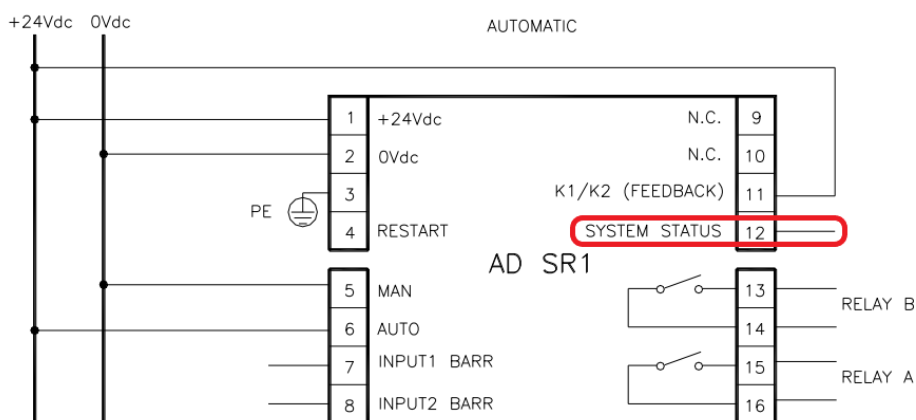 +24Vdc 0Vdc
AUTOMATIC
1 +24Vdc N.C. 9
2 0Vdc N.C. 10
PE 3 K1/K2 (FEEDBACK) 11
4 RESTART SYSTEM STATUS 12
AD SR1
5 MAN 13
RELAY B
6 AUTO 14
7 INPUT1 BARR 15
RELAY A
8 INPUT2 BARR 16